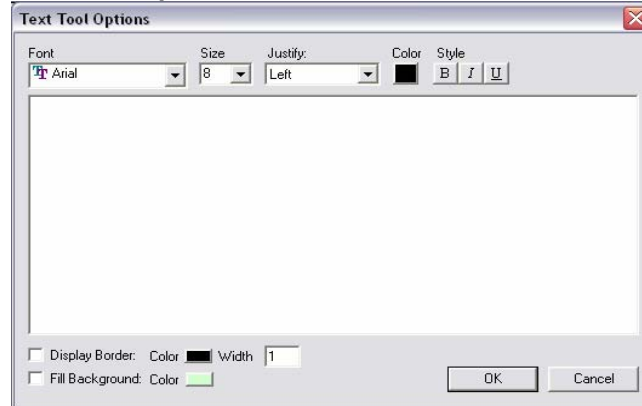 Text Tool Options
Font Size Justify: Color Style
Arial 8 Left B I U
Display Border: Color Width 1
Fill Background: Color
OK Cancel